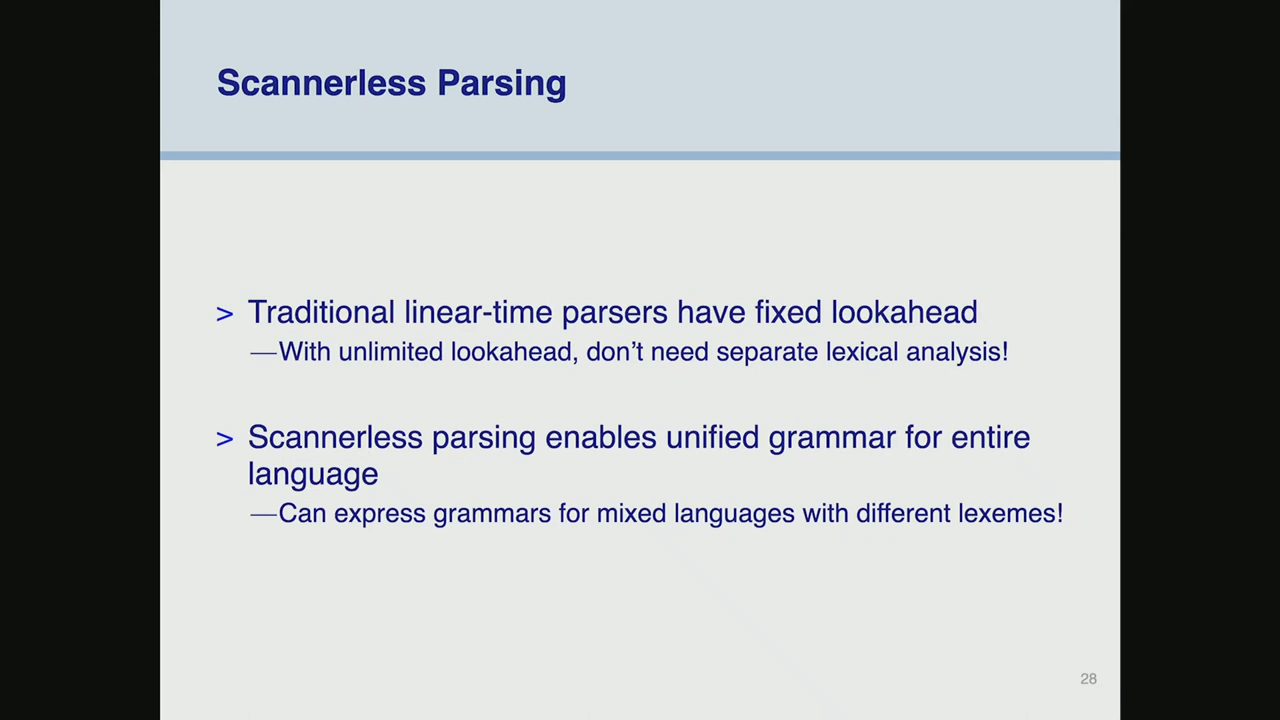 Scannerless Parsing
> Traditional linear-time parsers have fixed lookahead
—With unlimited lookahead, don’t need separate lexical analysis!
> Scannerless parsing enables unified grammar for entire
language
—Can express grammars for mixed languages with different lexemes!
28